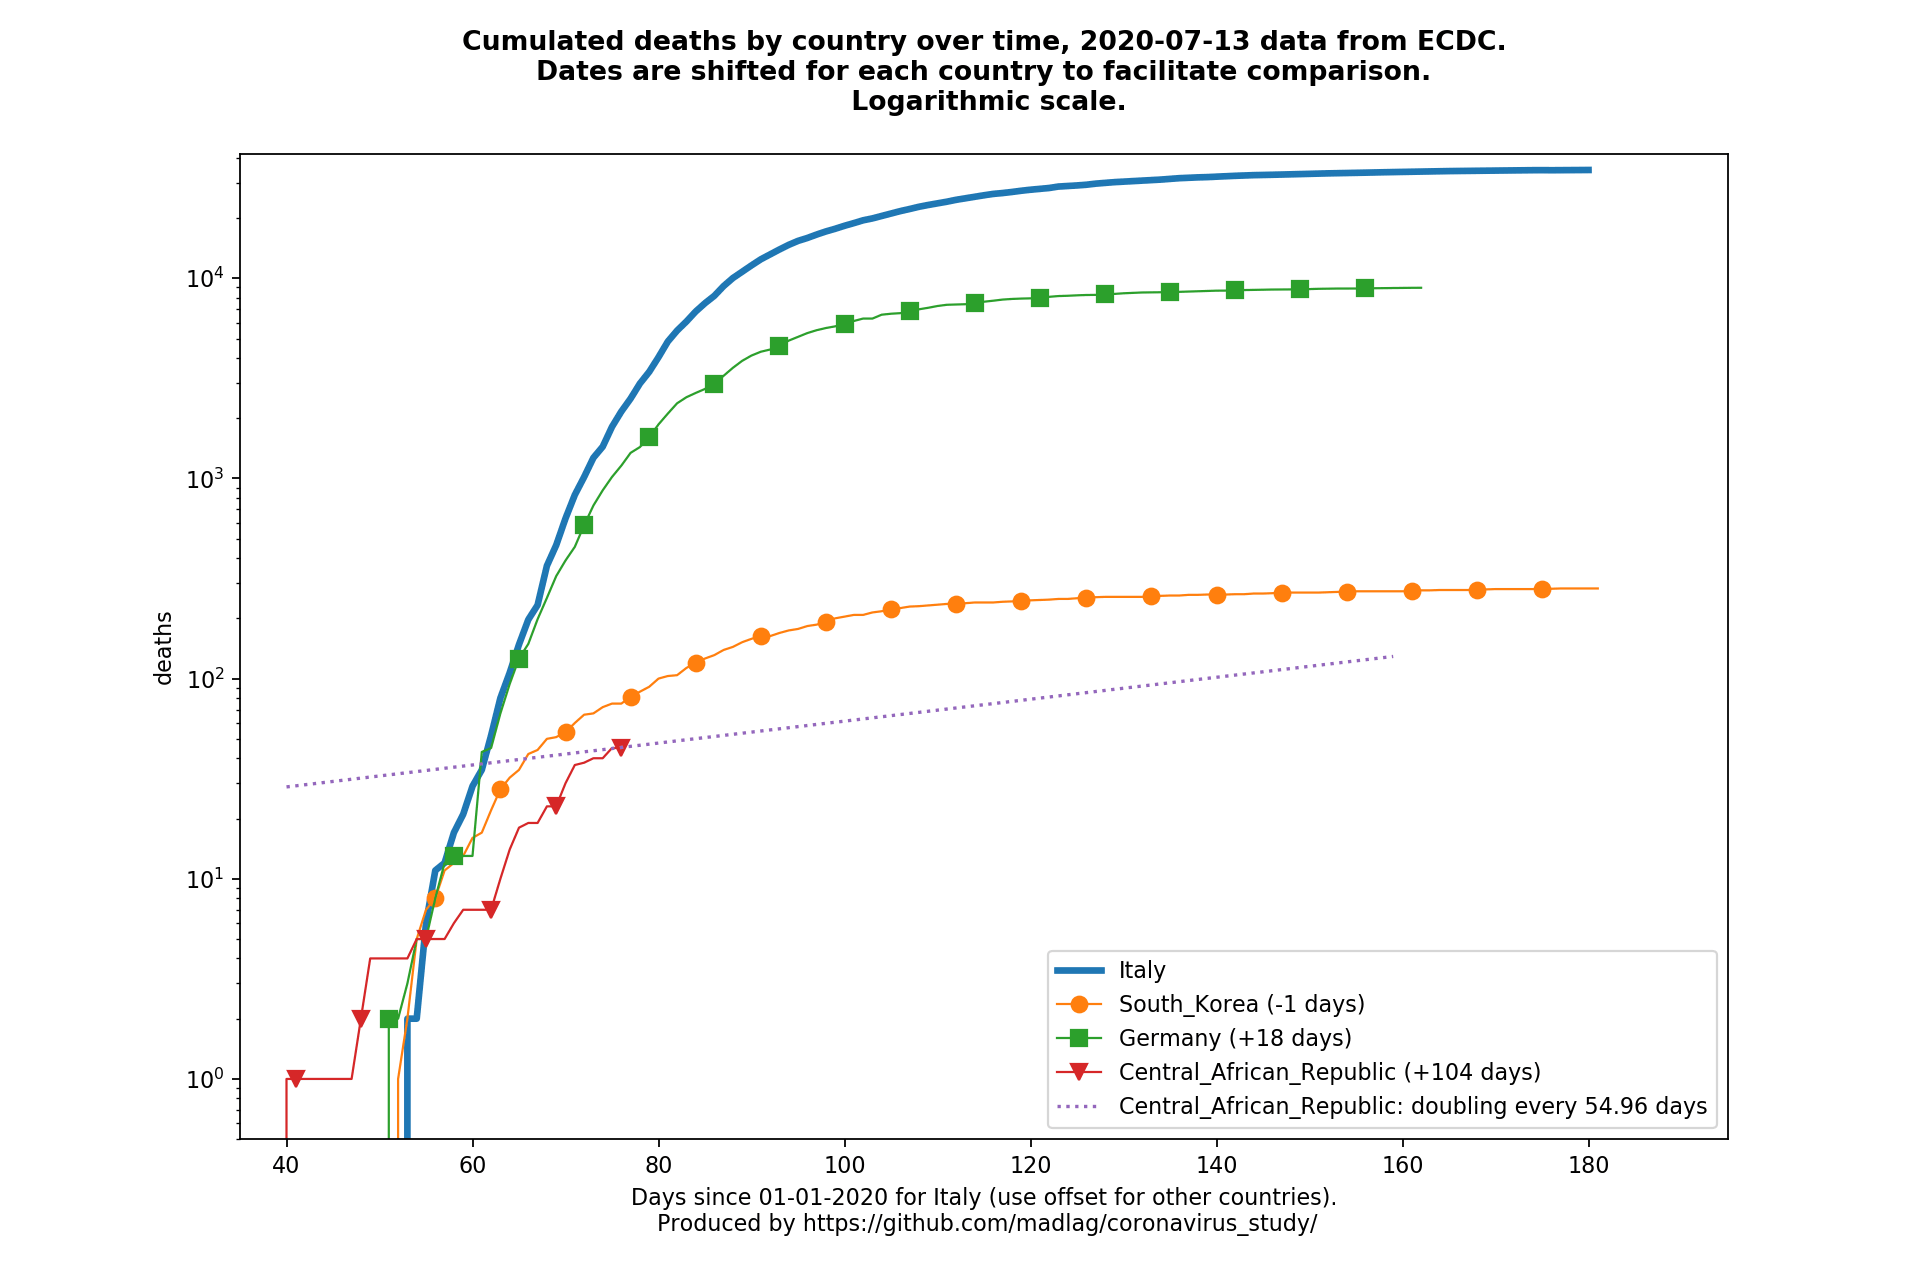 Cumulated deaths by country over time, 2020-07-13 data from ECDC.
Dates are shifted for each country to facilitate comparison.
Logarithmic scale.
10⁴
10³
10²
10¹
10⁰
deaths
Italy
South_Korea (-1 days)
Germany (+18 days)
Central_African_Republic (+104 days)
Central_African_Republic: doubling every 54.96 days
40 60 80 100 120 140 160 180
Days since 01-01-2020 for Italy (use offset for other countries).
Produced by https://github.com/madlag/coronavirus_study/